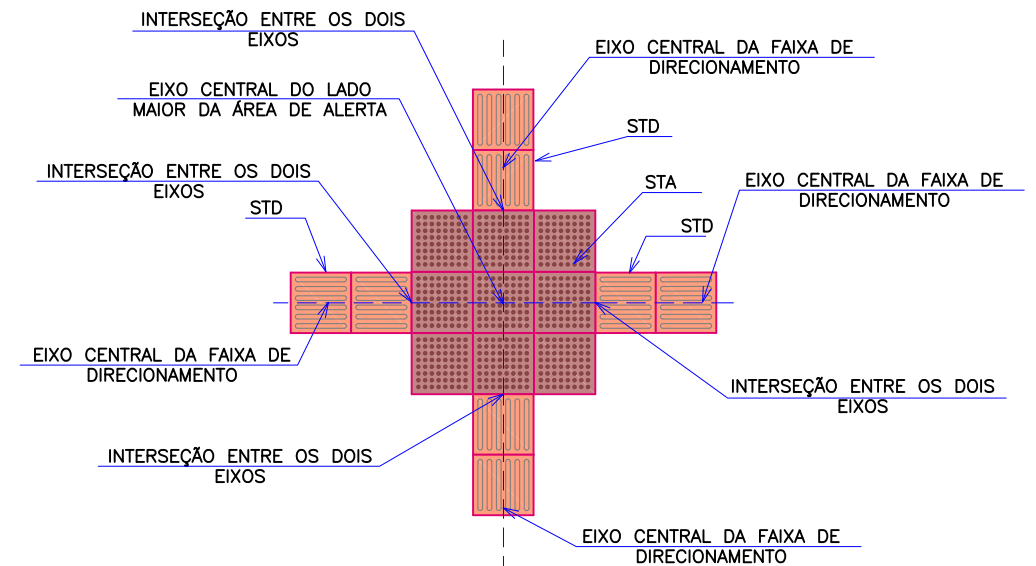 INTERSEÇÃO ENTRE OS DOIS
EIXOS
EIXO CENTRAL DA FAIXA DE
DIRECIONAMENTO
EIXO CENTRAL DO LADO
MAIOR DA ÁREA DE ALERTA
STD
INTERSEÇÃO ENTRE OS DOIS
EIXOS
STA
EIXO CENTRAL DA FAIXA DE
DIRECIONAMENTO
STD
STD
EIXO CENTRAL DA FAIXA DE
DIRECIONAMENTO
INTERSEÇÃO ENTRE OS DOIS
EIXOS
INTERSEÇÃO ENTRE OS DOIS
EIXOS
EIXO CENTRAL DA FAIXA DE
DIRECIONAMENTO